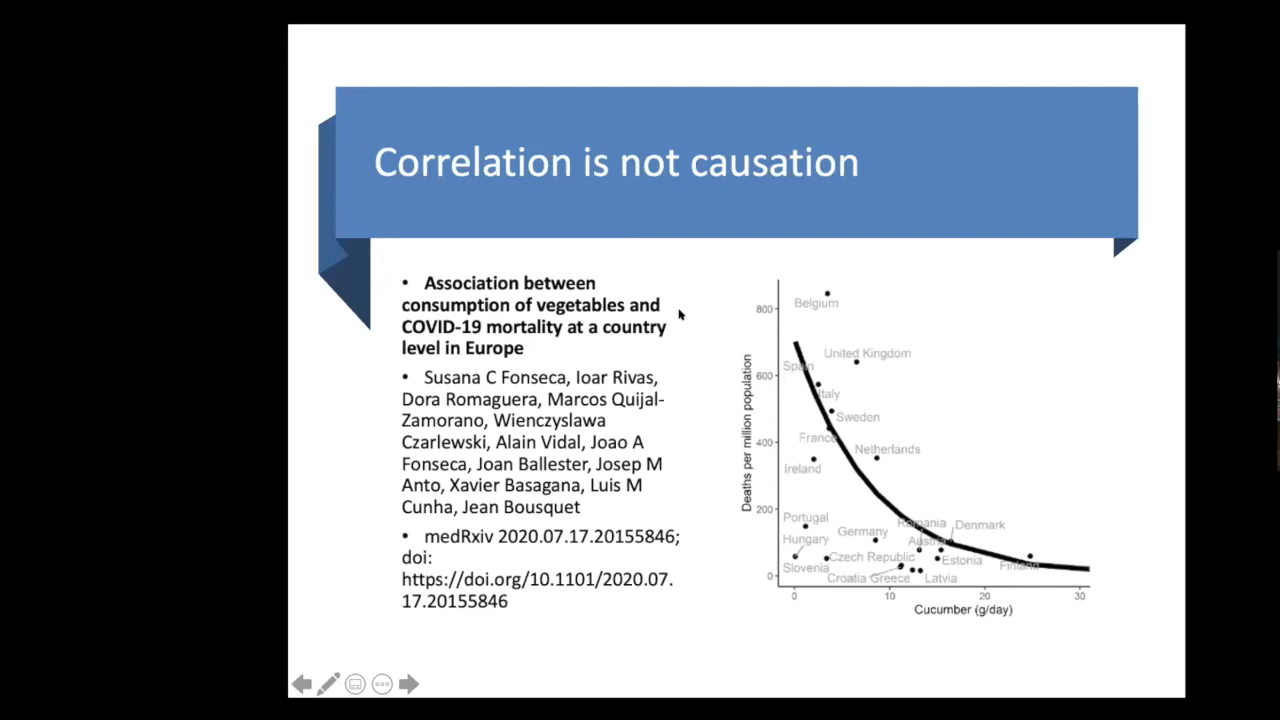 Correlation is not causation
• Association between
consumption of vegetables and
COVID-19 mortality at a country
level in Europe
• Susana C Fonseca, Ioar Rivas,
Dora Romaguera, Marcos Quijal-
Zamorano, Wienczyslawa
Czarlewski, Alain Vidal, Joao A
Fonseca, Joan Ballester, Josep M
Anto, Xavier Basagana, Luis M
Cunha, Jean Bousquet
• medRxiv 2020.07.17.20155846;
doi:
https://doi.org/10.1101/2020.07.
17.20155846
Deaths per million population
800
600
400
200
0
Belgium
United Kingdom
Spain
Italy
Sweden
France
Netherlands
Ireland
Portugal
Romania
Denmark
Germany
Hungary
Austria
Czech Republic
Estonia
Slovenia
Finland
Croatia
Greece
Latvia
0
10
20
30
Cucumber (g/day)